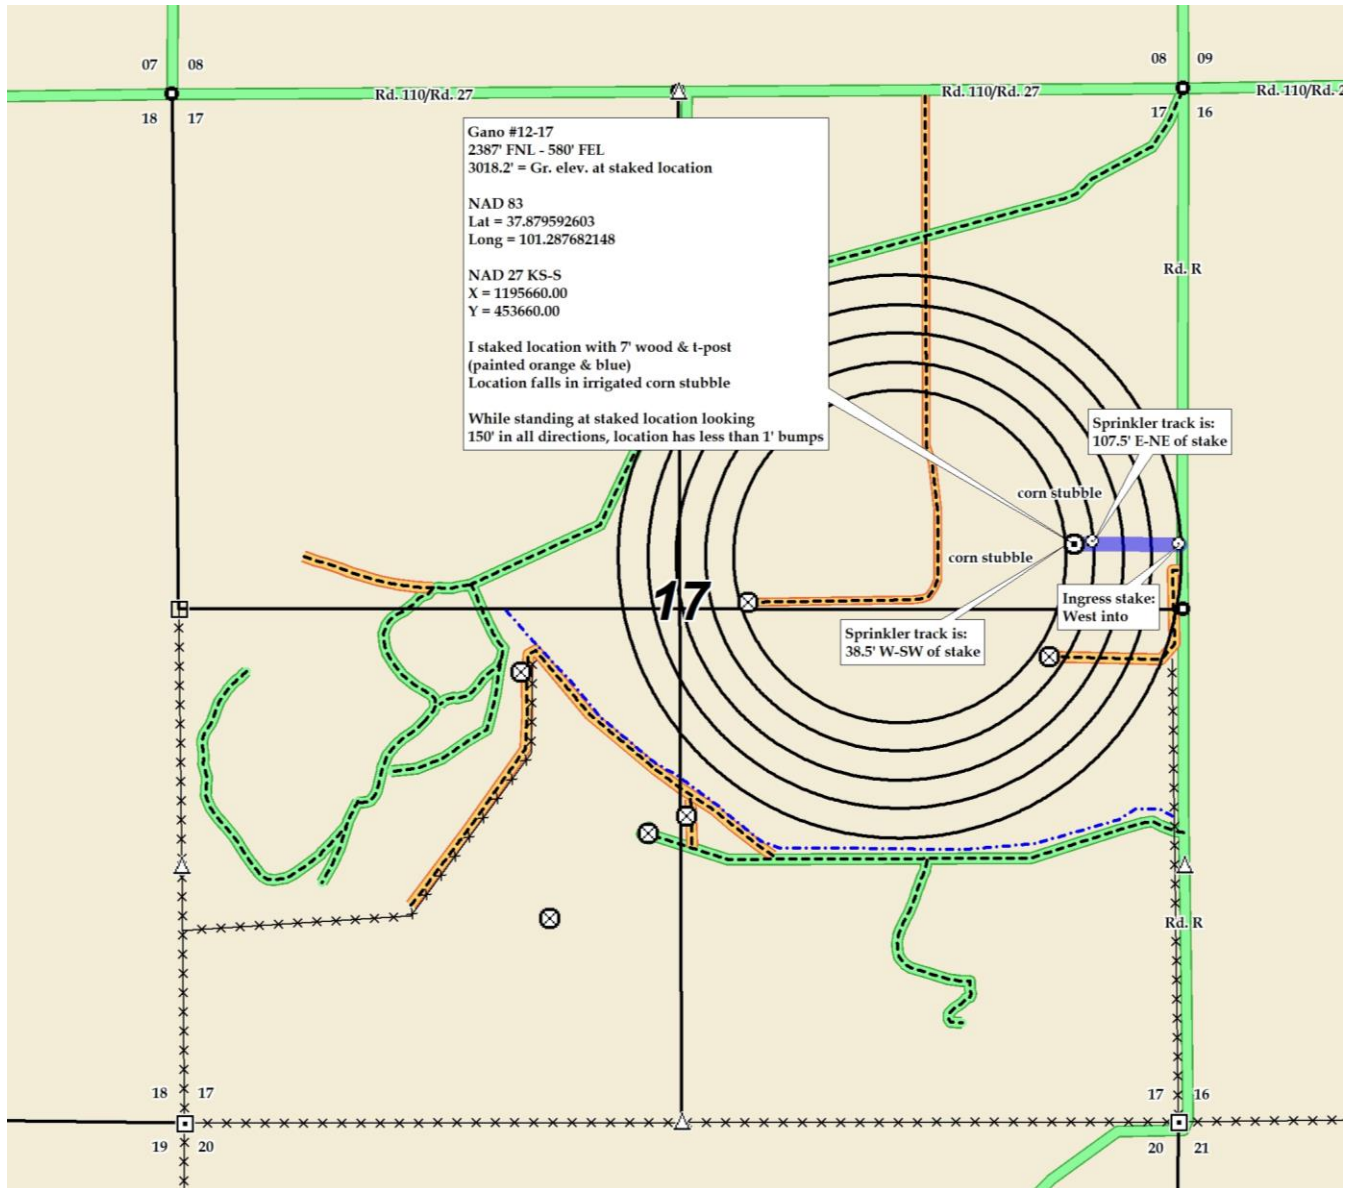 07 08
08 09
Rd. 110/Rd. 27
Rd. 110/Rd. 27
Rd. 110/Rd. 2
18 17
17 16
Gano #12-17
2387' FNL - 580' FEL
3018.2' = Gr. elev. at staked location
NAD 83
Lat = 37.879592603
Long = 101.287682148
NAD 27 KS-S
X = 1195660.00
Y = 453660.00
I staked location with 7' wood & t-post
(painted orange & blue)
Location falls in irrigated corn stubble
While standing at staked location looking
150' in all directions, location has less than 1' bumps
Rd. R
Sprinkler track is:
107.5' E-NE of stake
corn stubble
corn stubble
17
Ingress stake:
West into
Sprinkler track is:
38.5' W-SW of stake
Rd. R
18 17
17 16
19 20
20 21